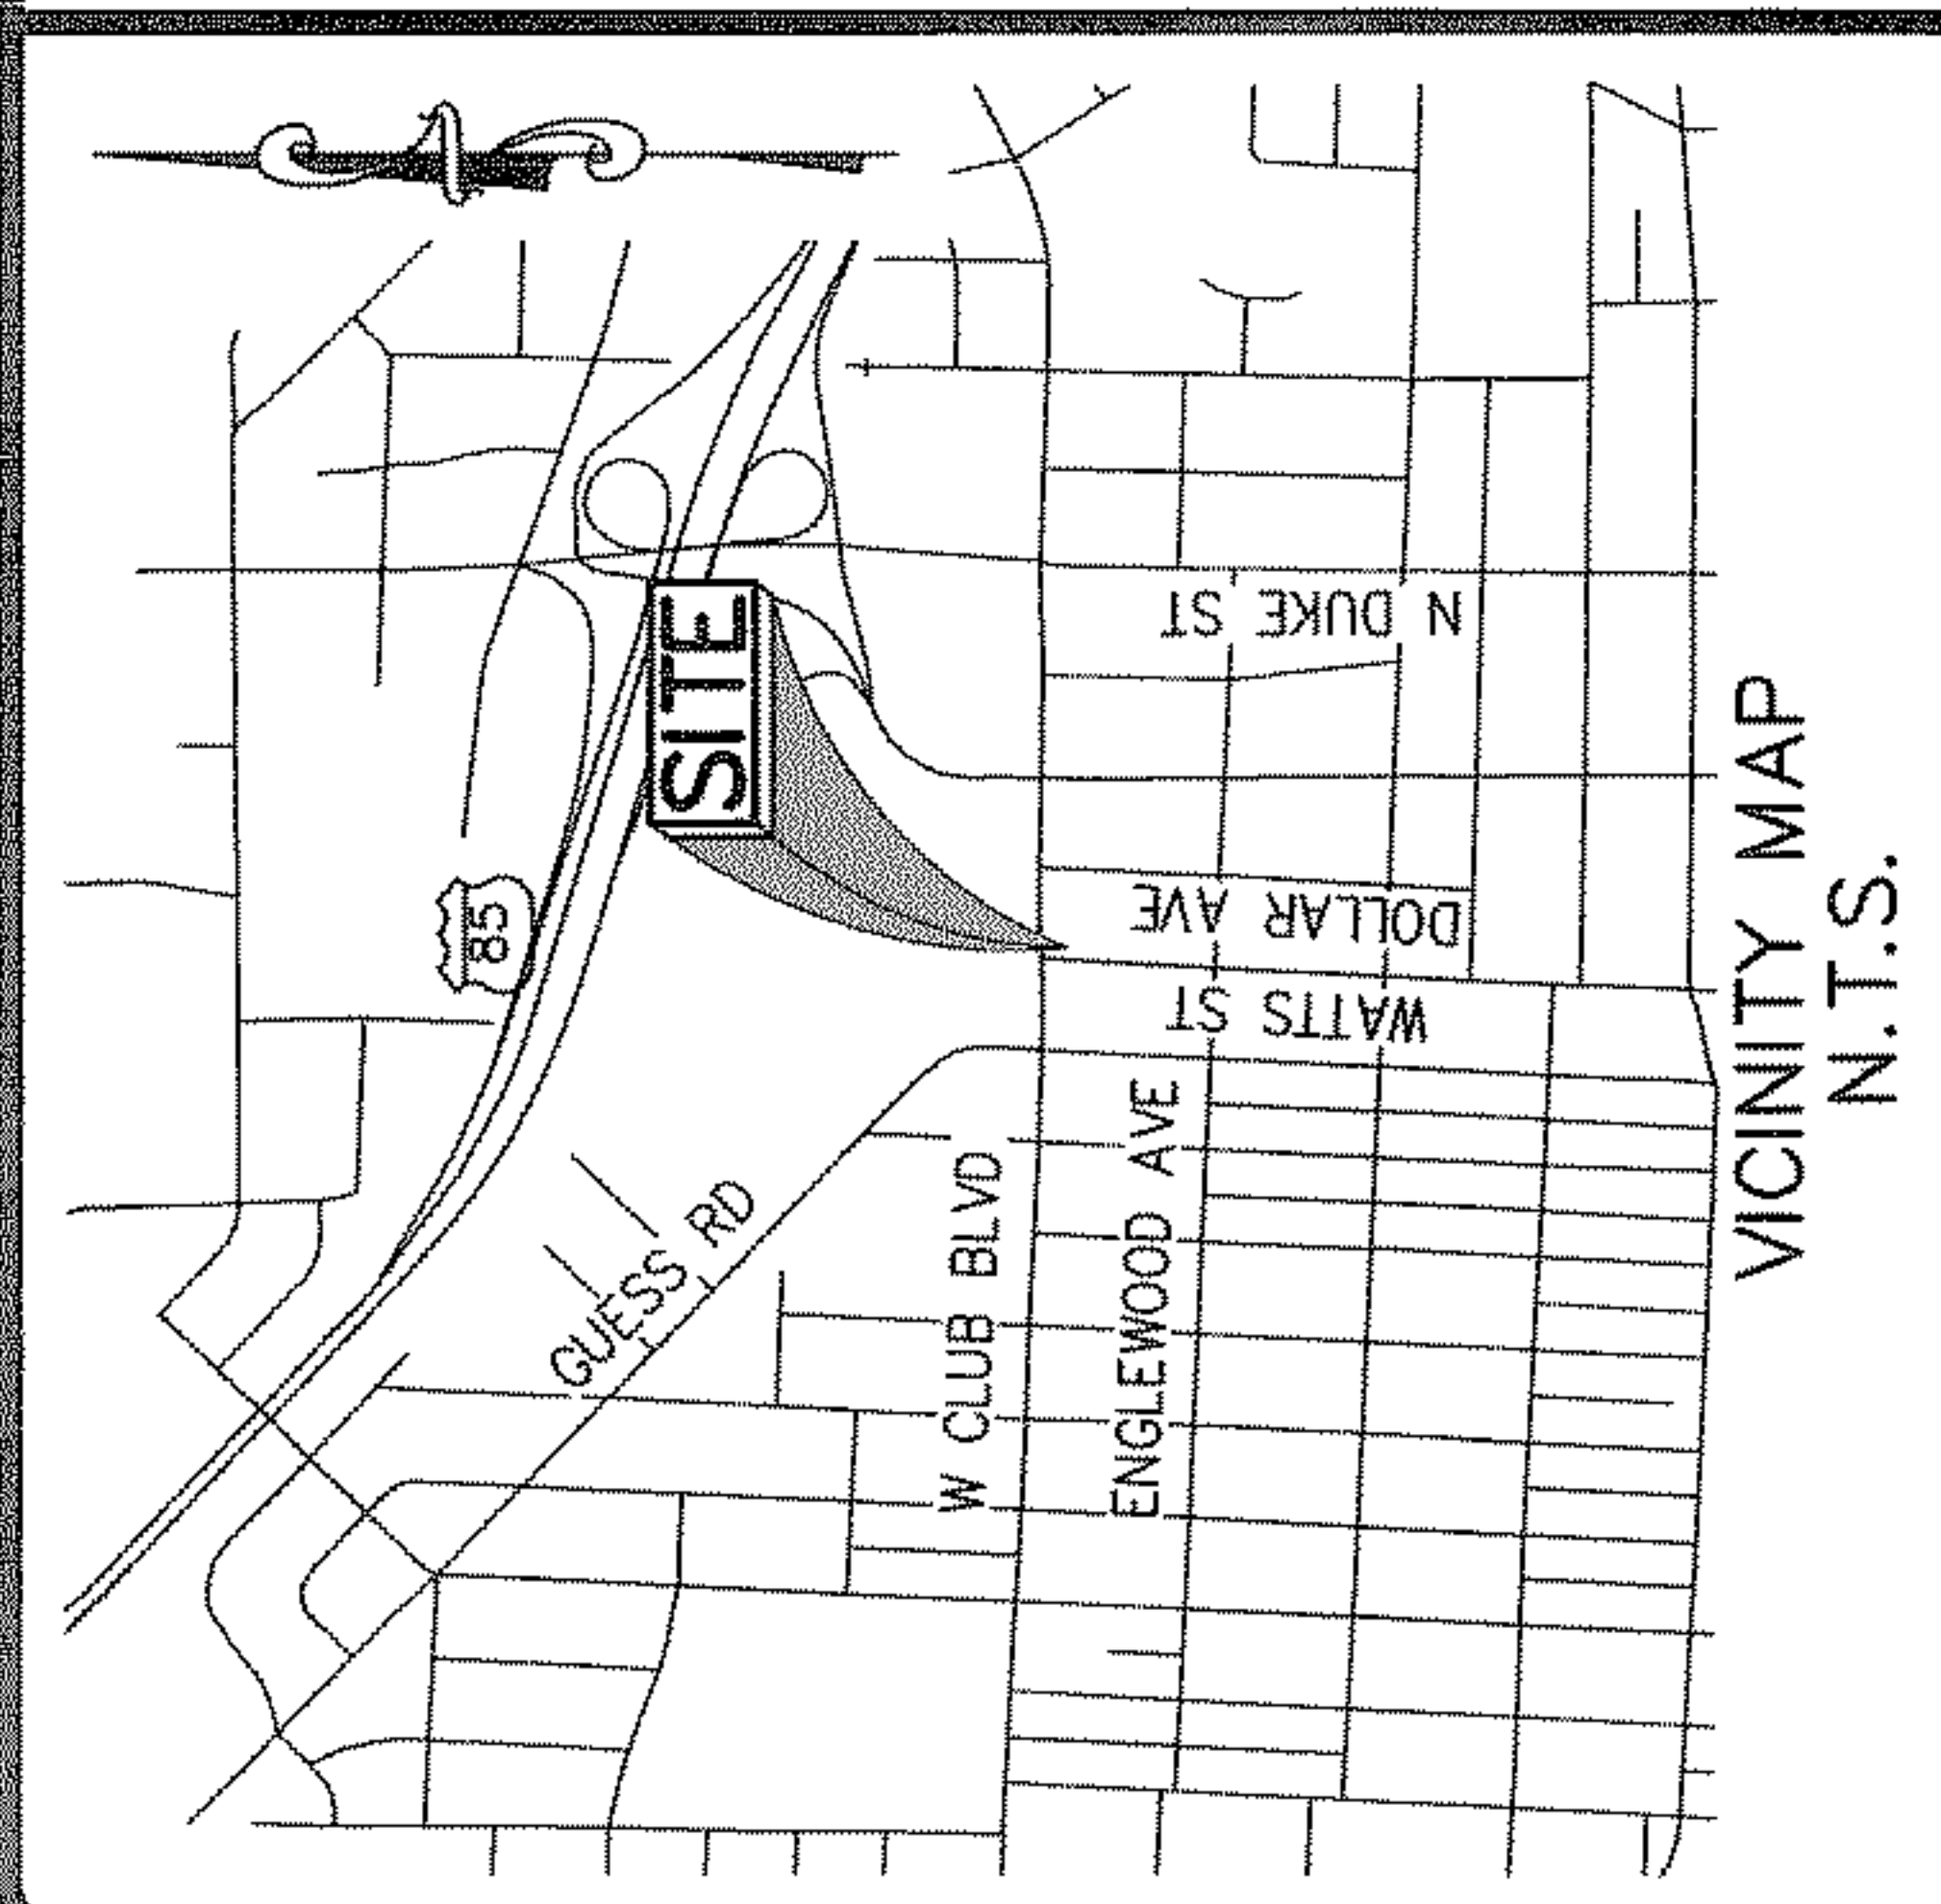 SITE
85
GUESS RD
W CLUB BLVD
ENGLEWOOD AVE
N DUKE ST
DOLLAR AVE
WATTS ST
VICINITY MAP
N.T.S.